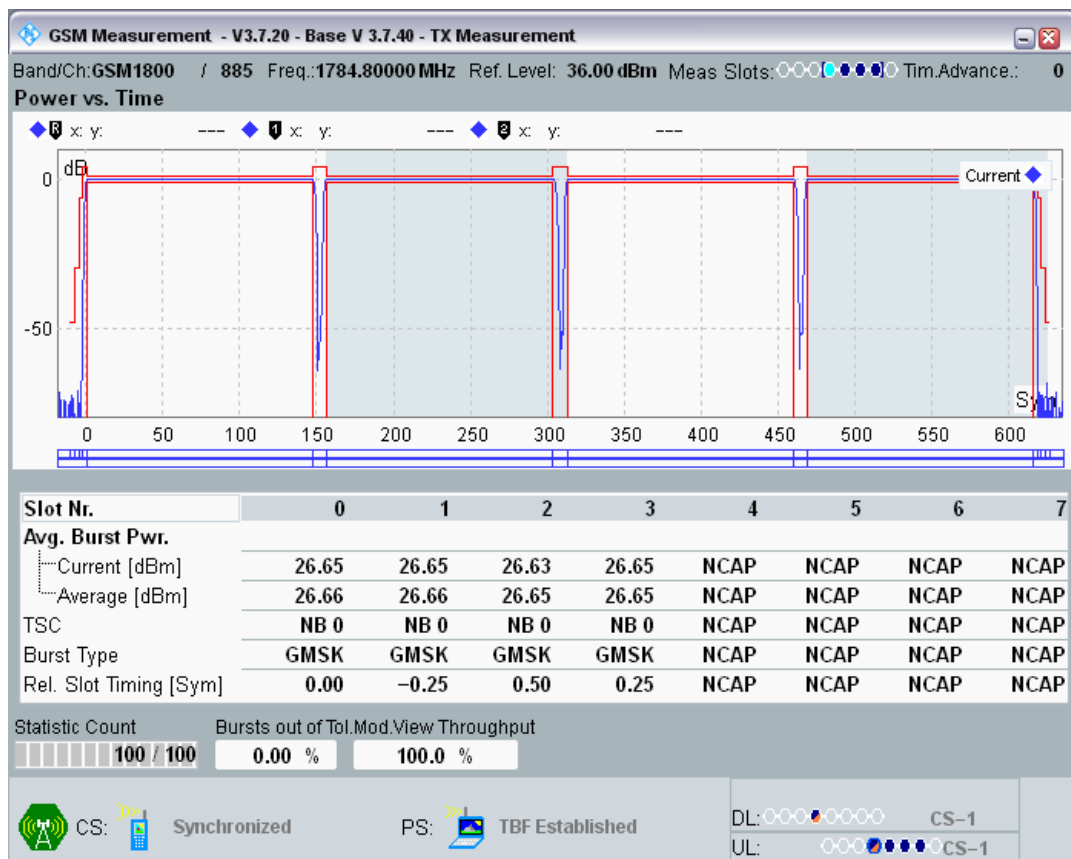 GSM Measurement - V3.7.20 - Base V 3.7.40 - TX Measurement
Band/Ch:GSM1800 / 885 Freq.:1784.80000 MHz Ref. Level: 36.00 dBm Meas Slots: Tim.Advance.: 0
Power vs. Time
R x: y: --- 1 x: y: --- 2 x: y: ---
dB
Current
0
-50
Sym
0 50 100 150 200 250 300 350 400 450 500 550 600
Slot Nr. 0 1 2 3 4 5 6 7
Avg. Burst Pwr.
Current [dBm] 26.65 26.65 26.63 26.65 NCAP NCAP NCAP NCAP
Average [dBm] 26.66 26.66 26.65 26.65 NCAP NCAP NCAP NCAP
TSC NB 0 NB 0 NB 0 NB 0 NCAP NCAP NCAP NCAP
Burst Type GMSK GMSK GMSK GMSK NCAP NCAP NCAP NCAP
Rel. Slot Timing [Sym] 0.00 −0.25 0.50 0.25 NCAP NCAP NCAP NCAP
Statistic Count Bursts out of Tol.Mod.View Throughput
100 / 100 0.00 % 100.0 %
CS: Synchronized PS: TBF Established
DL: CS−1
UL: CS−1